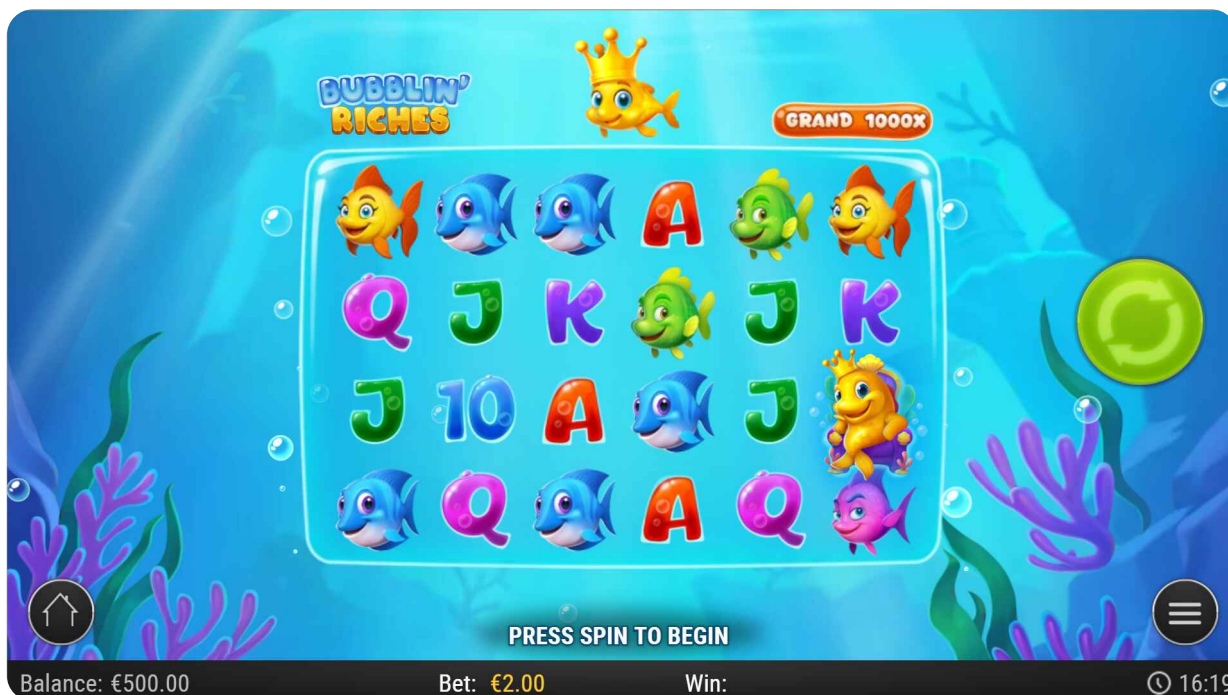 BUBBLIN'
RICHES
GRAND 1000X
A
Q J K J K
J 10 A J
Q A Q
PRESS SPIN TO BEGIN
Balance: €500.00 Bet: €2.00 Win: 16:19